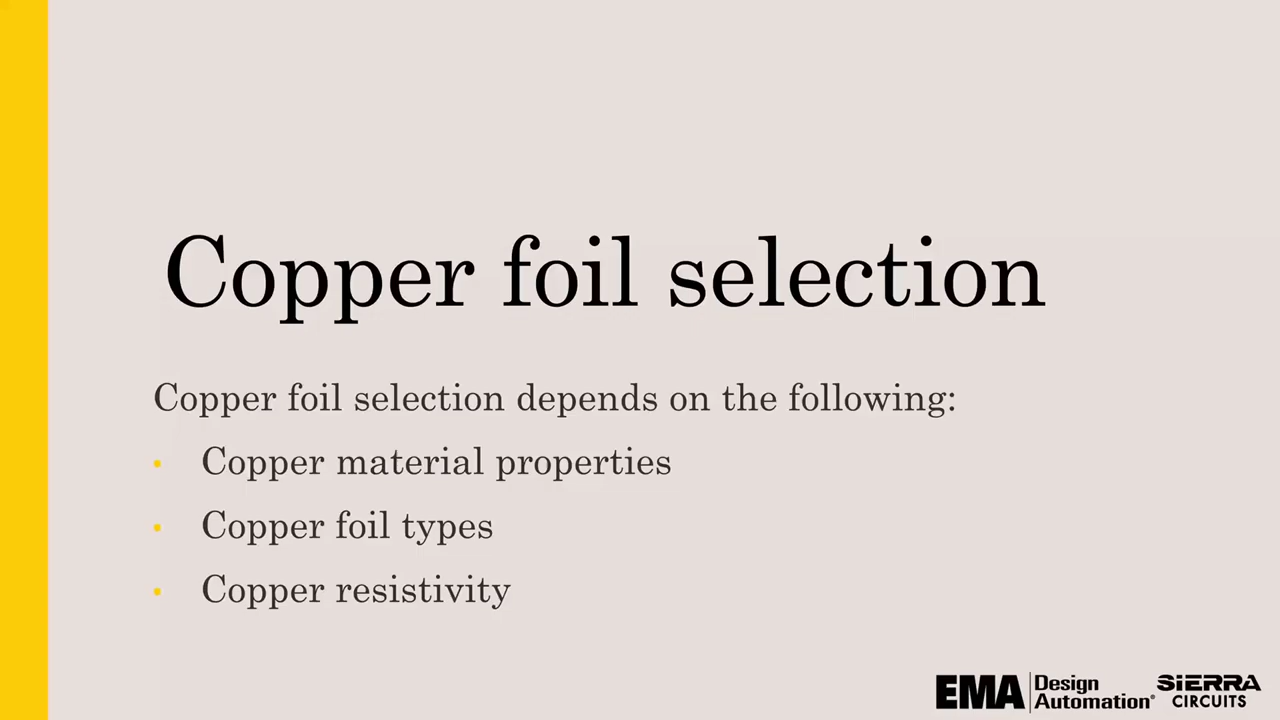 Copper foil selection
Copper foil selection depends on the following:
• Copper material properties
• Copper foil types
• Copper resistivity
EMA Design Automation®
SIERRA CIRCUITS